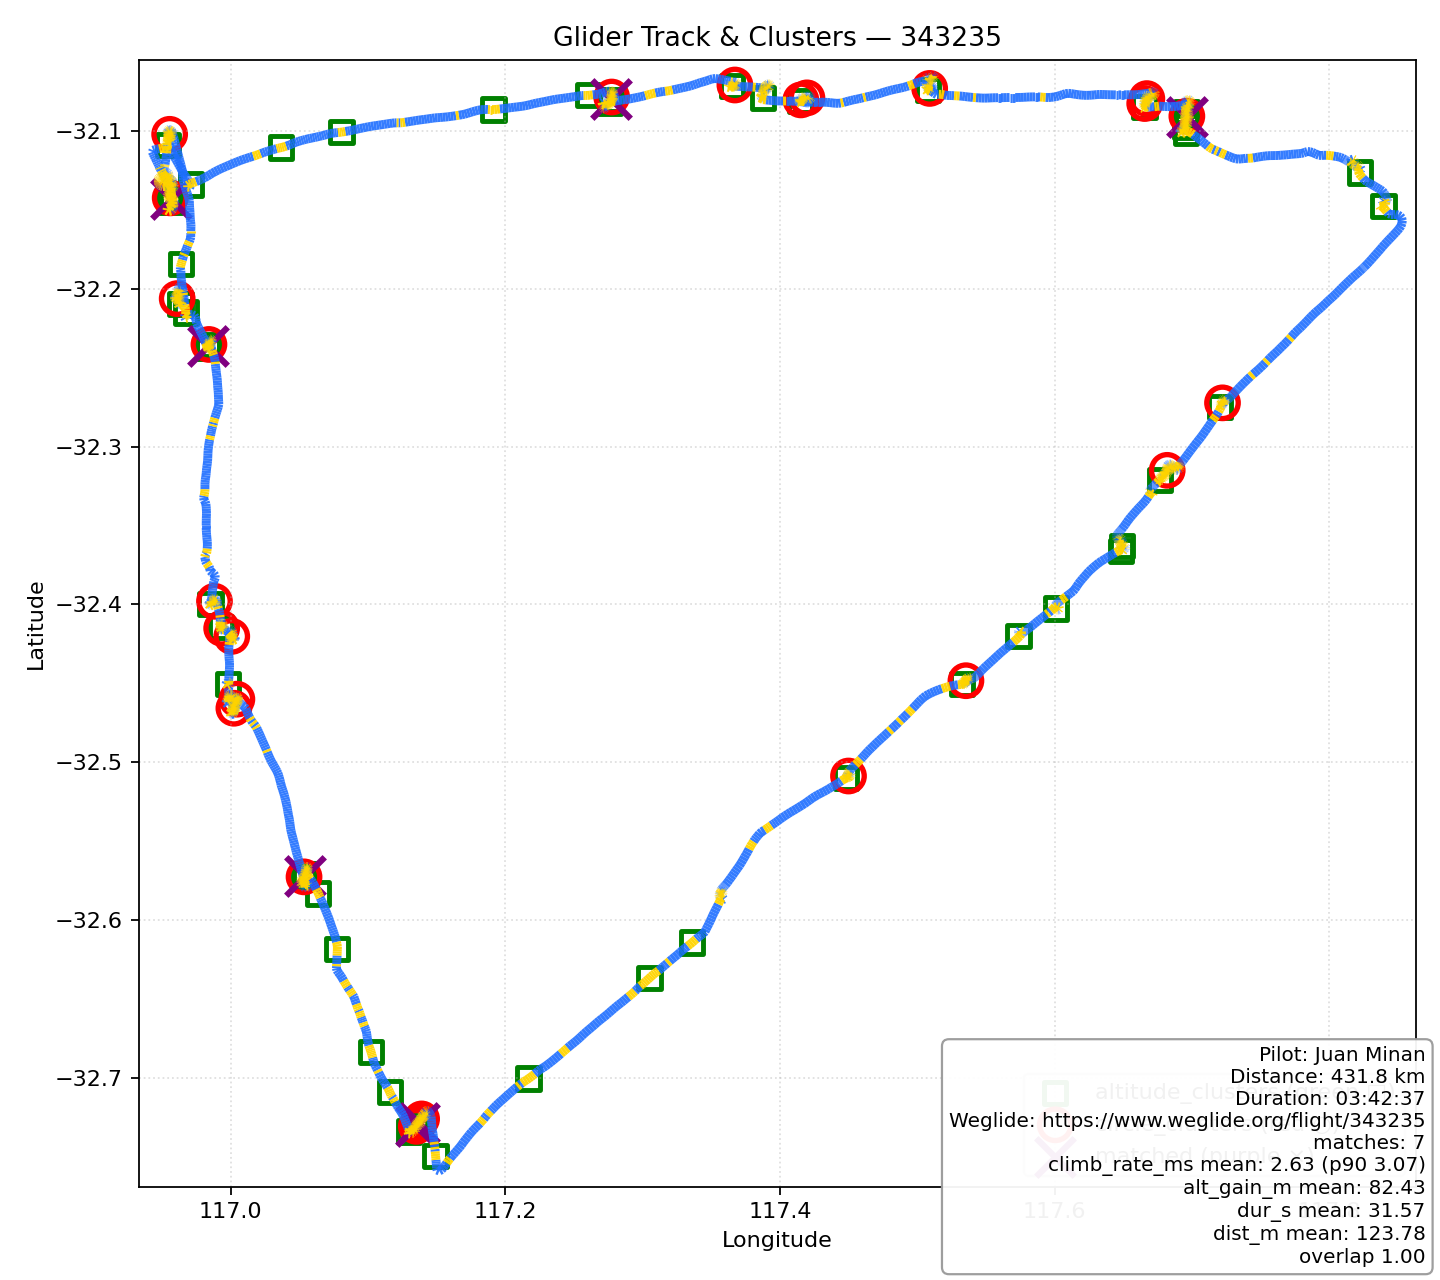 Glider Track & Clusters — 343235
−32.1
−32.2
−32.3
−32.4
−32.5
−32.6
−32.7
Latitude
117.0
117.2
117.4
117.6
Longitude
altitude_clusters
matched (purple
Pilot: Juan Minan
Distance: 431.8 km
Duration: 03:42:37
Weglide: https://www.weglide.org/flight/343235
matches: 7
climb_rate_ms mean: 2.63 (p90 3.07)
alt_gain_m mean: 82.43
dur_s mean: 31.57
dist_m mean: 123.78
overlap 1.00